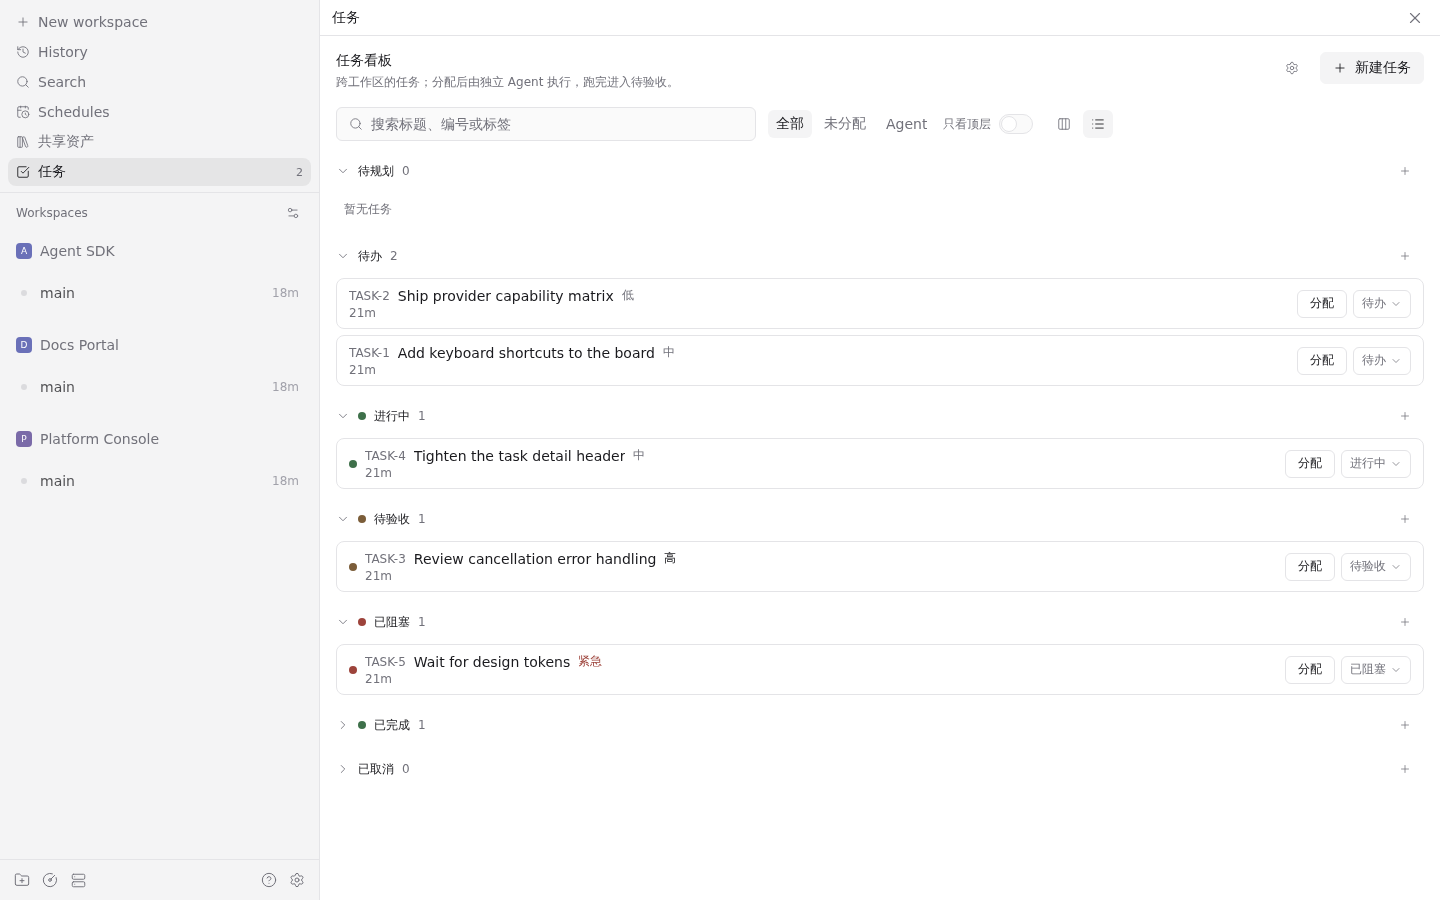 New workspace
History
Search
Schedules
共享资产
任务 2
Workspaces
A Agent SDK
main 18m
D Docs Portal
main 18m
P Platform Console
main 18m
任务
任务看板
跨工作区的任务；分配后由独立 Agent 执行，跑完进入待验收。
新建任务
搜索标题、编号或标签
全部 未分配 Agent 只看顶层
待规划 0
暂无任务
待办 2
TASK-2 Ship provider capability matrix 低
21m
分配 待办
TASK-1 Add keyboard shortcuts to the board 中
21m
分配 待办
进行中 1
TASK-4 Tighten the task detail header 中
21m
分配 进行中
待验收 1
TASK-3 Review cancellation error handling 高
21m
分配 待验收
已阻塞 1
TASK-5 Wait for design tokens 紧急
21m
分配 已阻塞
已完成 1
已取消 0